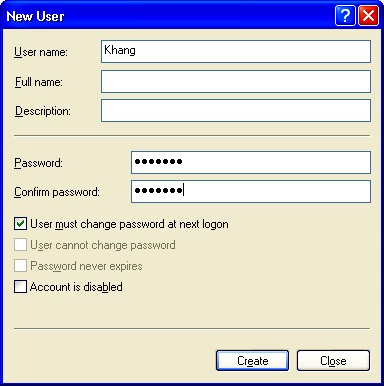 New User
User name: Khang
Full name:
Description:
Password: ●●●●●●●
Confirm password: ●●●●●●●
User must change password at next logon
User cannot change password
Password never expires
Account is disabled
Create Close